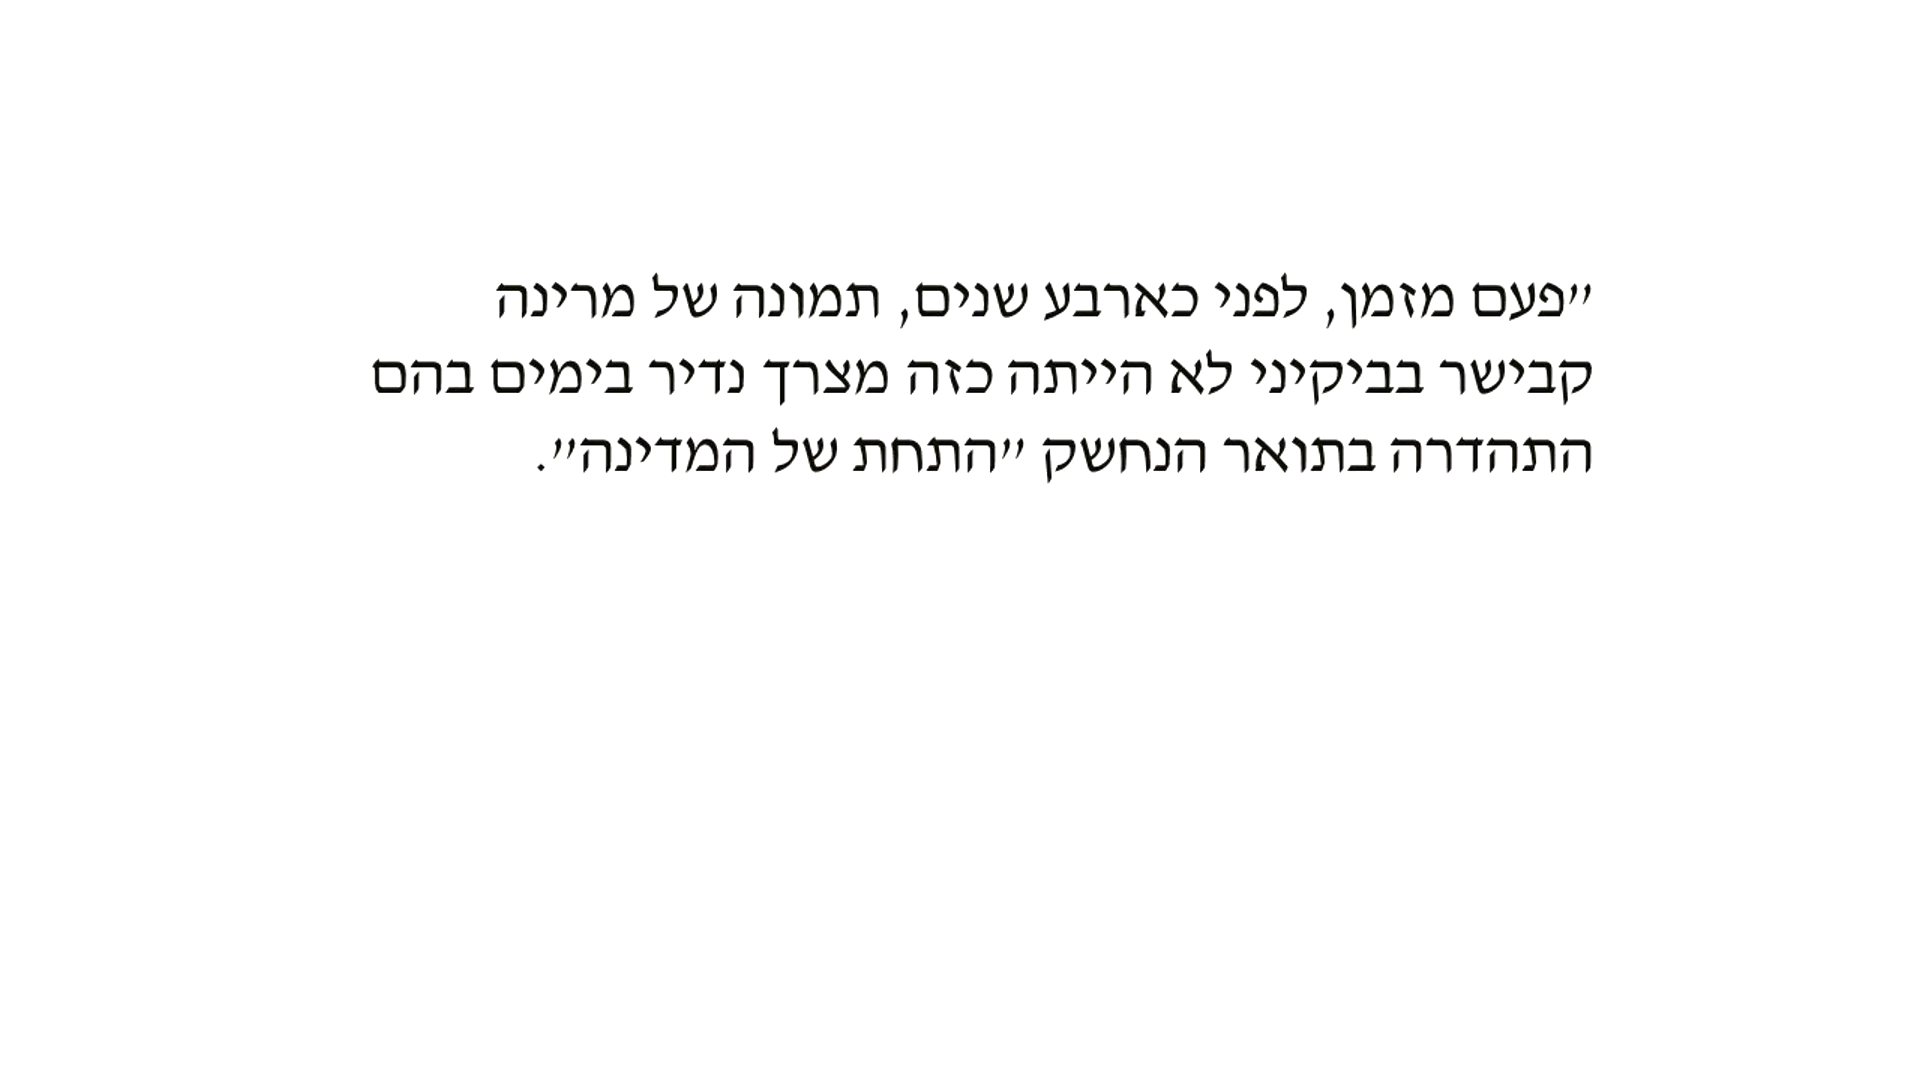 ״פעם מזמן, לפני כארבע שנים, תמונה של מרינה
קבישר בביקיני לא הייתה כזה מצרך נדיר בימים בהם
התהדרה בתואר הנחשק ״התחת של המדינה״.